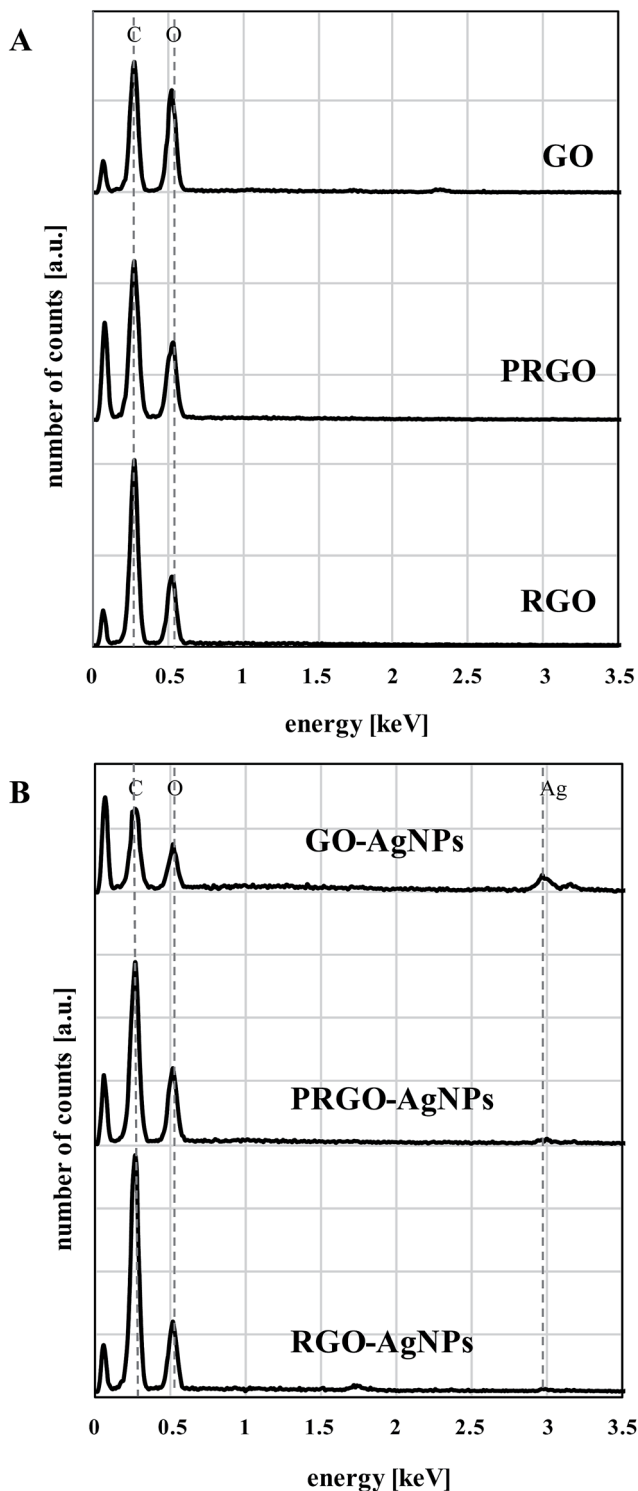 A
C O
GO
PRGO
RGO
number of counts [a.u.]
0 0.5 1 1.5 2 2.5 3 3.5
energy [keV]
B
C O Ag
GO-AgNPs
PRGO-AgNPs
RGO-AgNPs
number of counts [a.u.]
0 0.5 1 1.5 2 2.5 3 3.5
energy [keV]